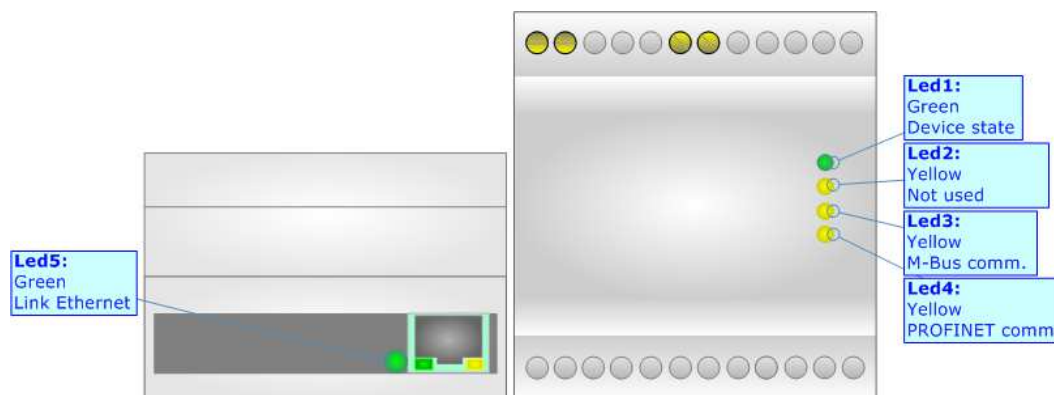 Led1:
Green
Device state
Led2:
Yellow
Not used
Led3:
Yellow
M-Bus comm.
Led4:
Yellow
PROFINET comm
Led5:
Green
Link Ethernet